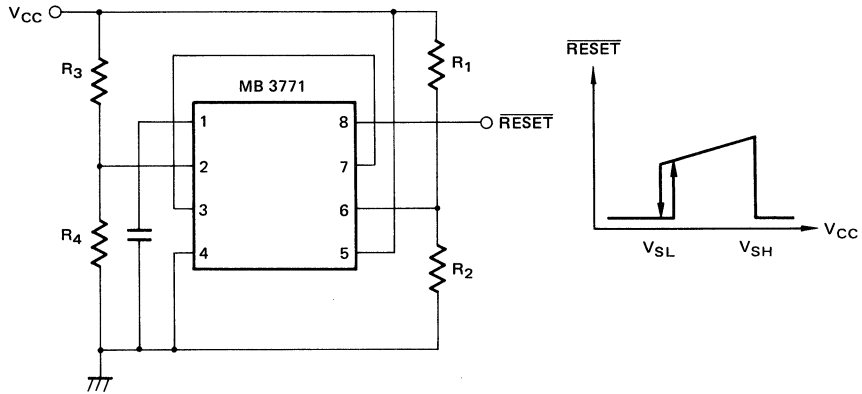 VCC
R3
R1
MB 3771
1
8
RESET
2
7
3
6
4
5
R4
R2
RESET
VCC
VSL
VSH